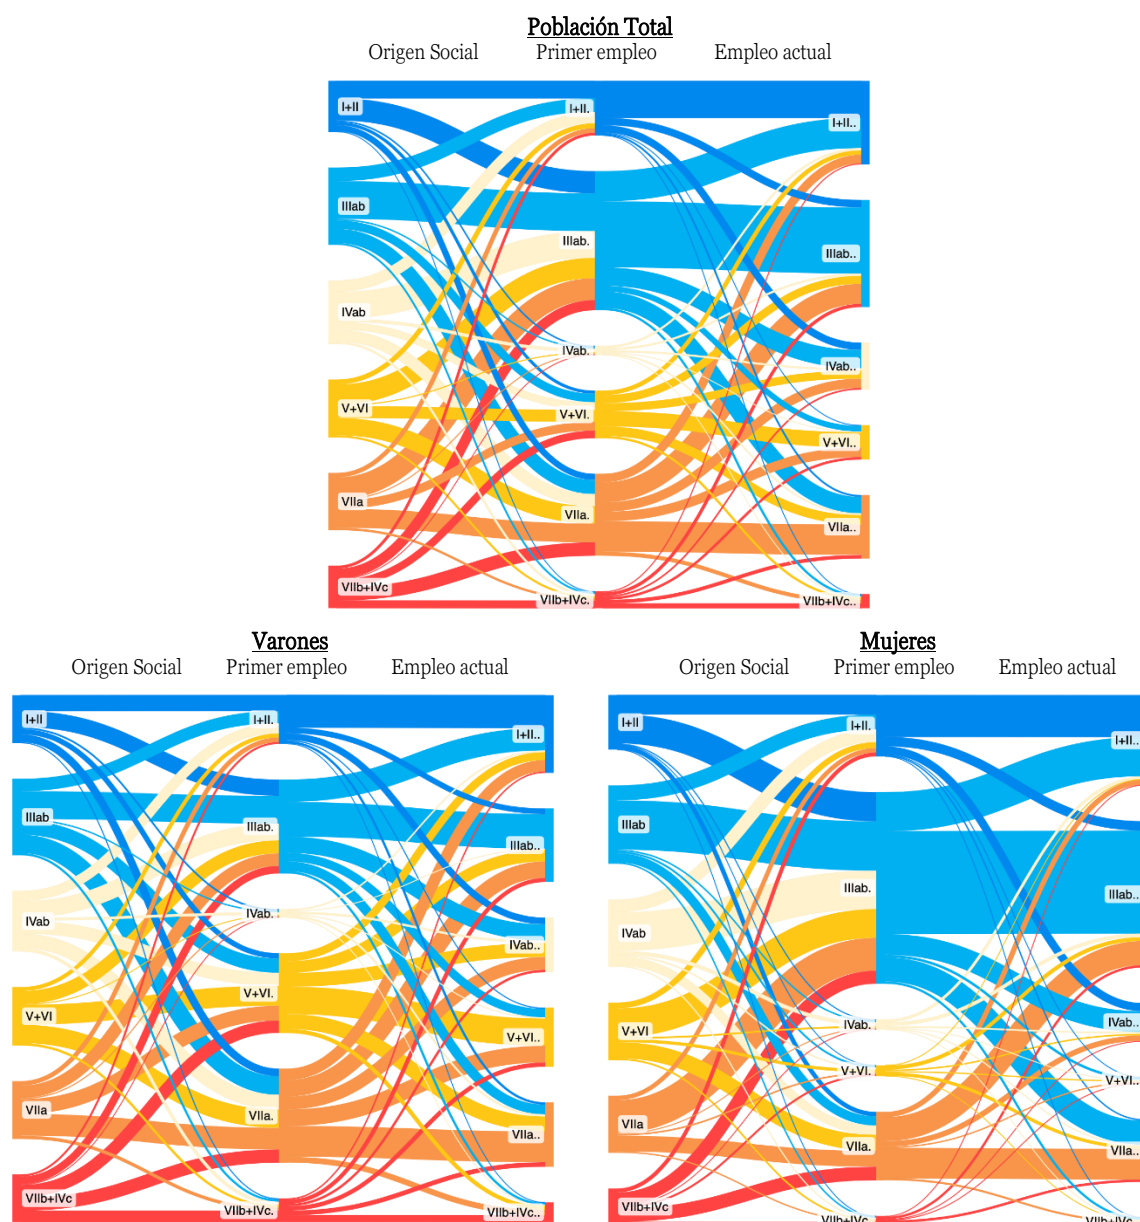 Población Total
Origen Social Primer empleo Empleo actual
I+II I+II. I+II..
IIIab IIIab. IIIab..
IVab IVab. IVab..
V+VI V+VI. V+VI..
VIIa VIIa. VIIa..
VIIb+IVc VIIb+IVc. VIIb+IVc..
Varones
Origen Social Primer empleo Empleo actual
I+II I+II. I+II..
IIIab IIIab. IIIab..
IVab IVab. IVab..
V+VI V+VI. V+VI..
VIIa VIIa. VIIa..
VIIb+IVc VIIb+IVc. VIIb+IVc..
Mujeres
Origen Social Primer empleo Empleo actual
I+II I+II. I+II..
IIIab IIIab. IIIab..
IVab IVab. IVab..
V+VI V+VI. V+VI..
VIIa VIIa. VIIa..
VIIb+IVc VIIb+IVc. VIIb+IVc..